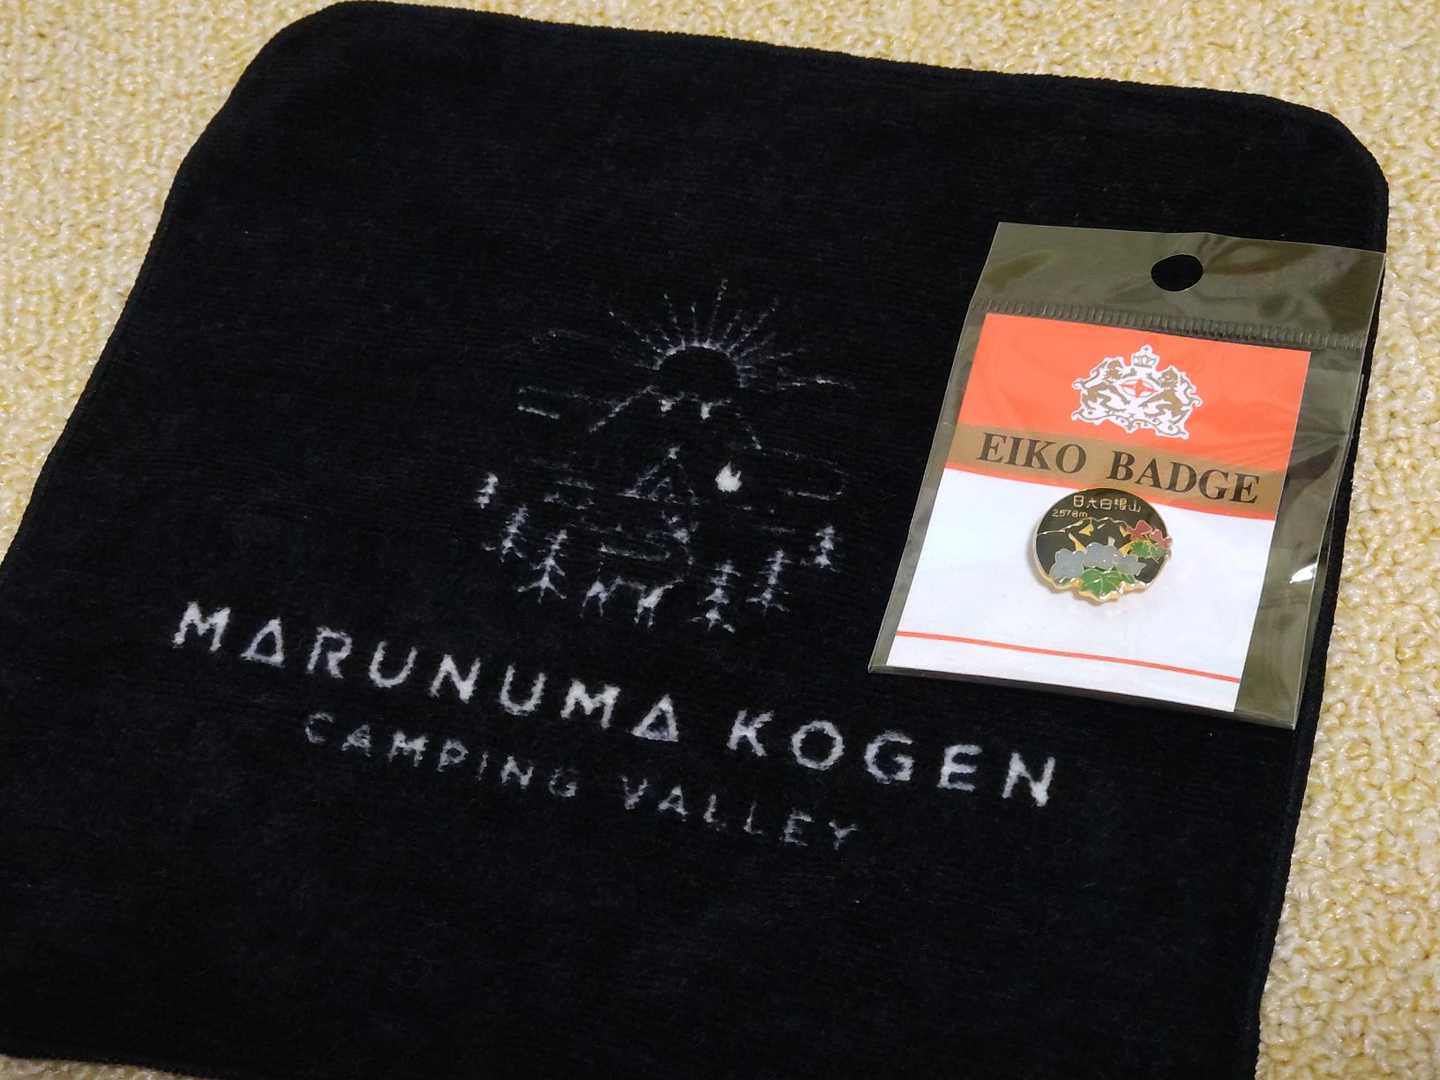 MARUNUMA KOGEN
CAMPING VALLEY
EIKO BADGE
日光白根山
2578m